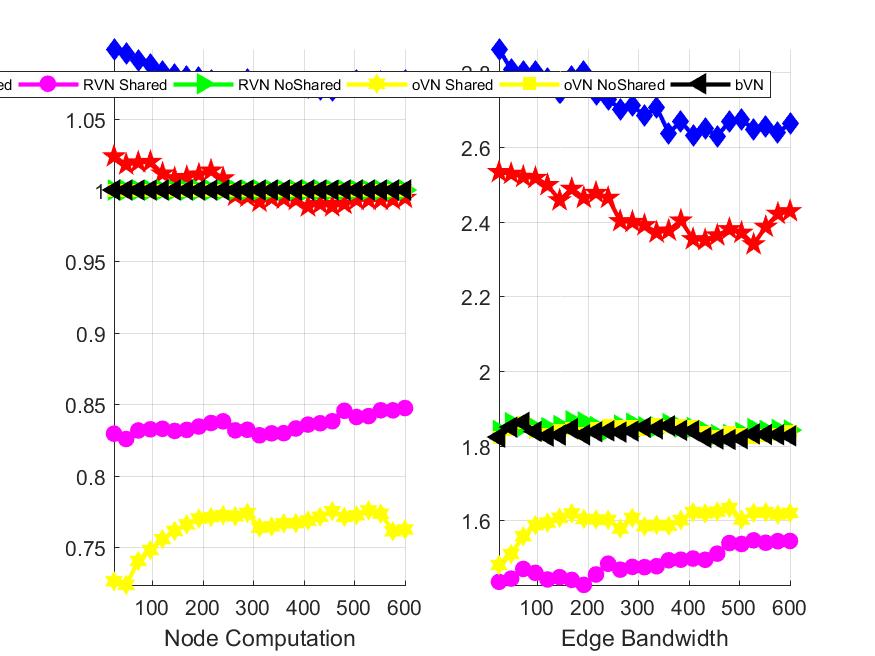 ed RVN Shared RVN NoShared oVN Shared oVN NoShared bVN
1.05
1
0.95
0.9
0.85
0.8
0.75
100 200 300 400 500 600
Node Computation
2.8
2.6
2.4
2.2
2
1.8
1.6
100 200 300 400 500 600
Edge Bandwidth